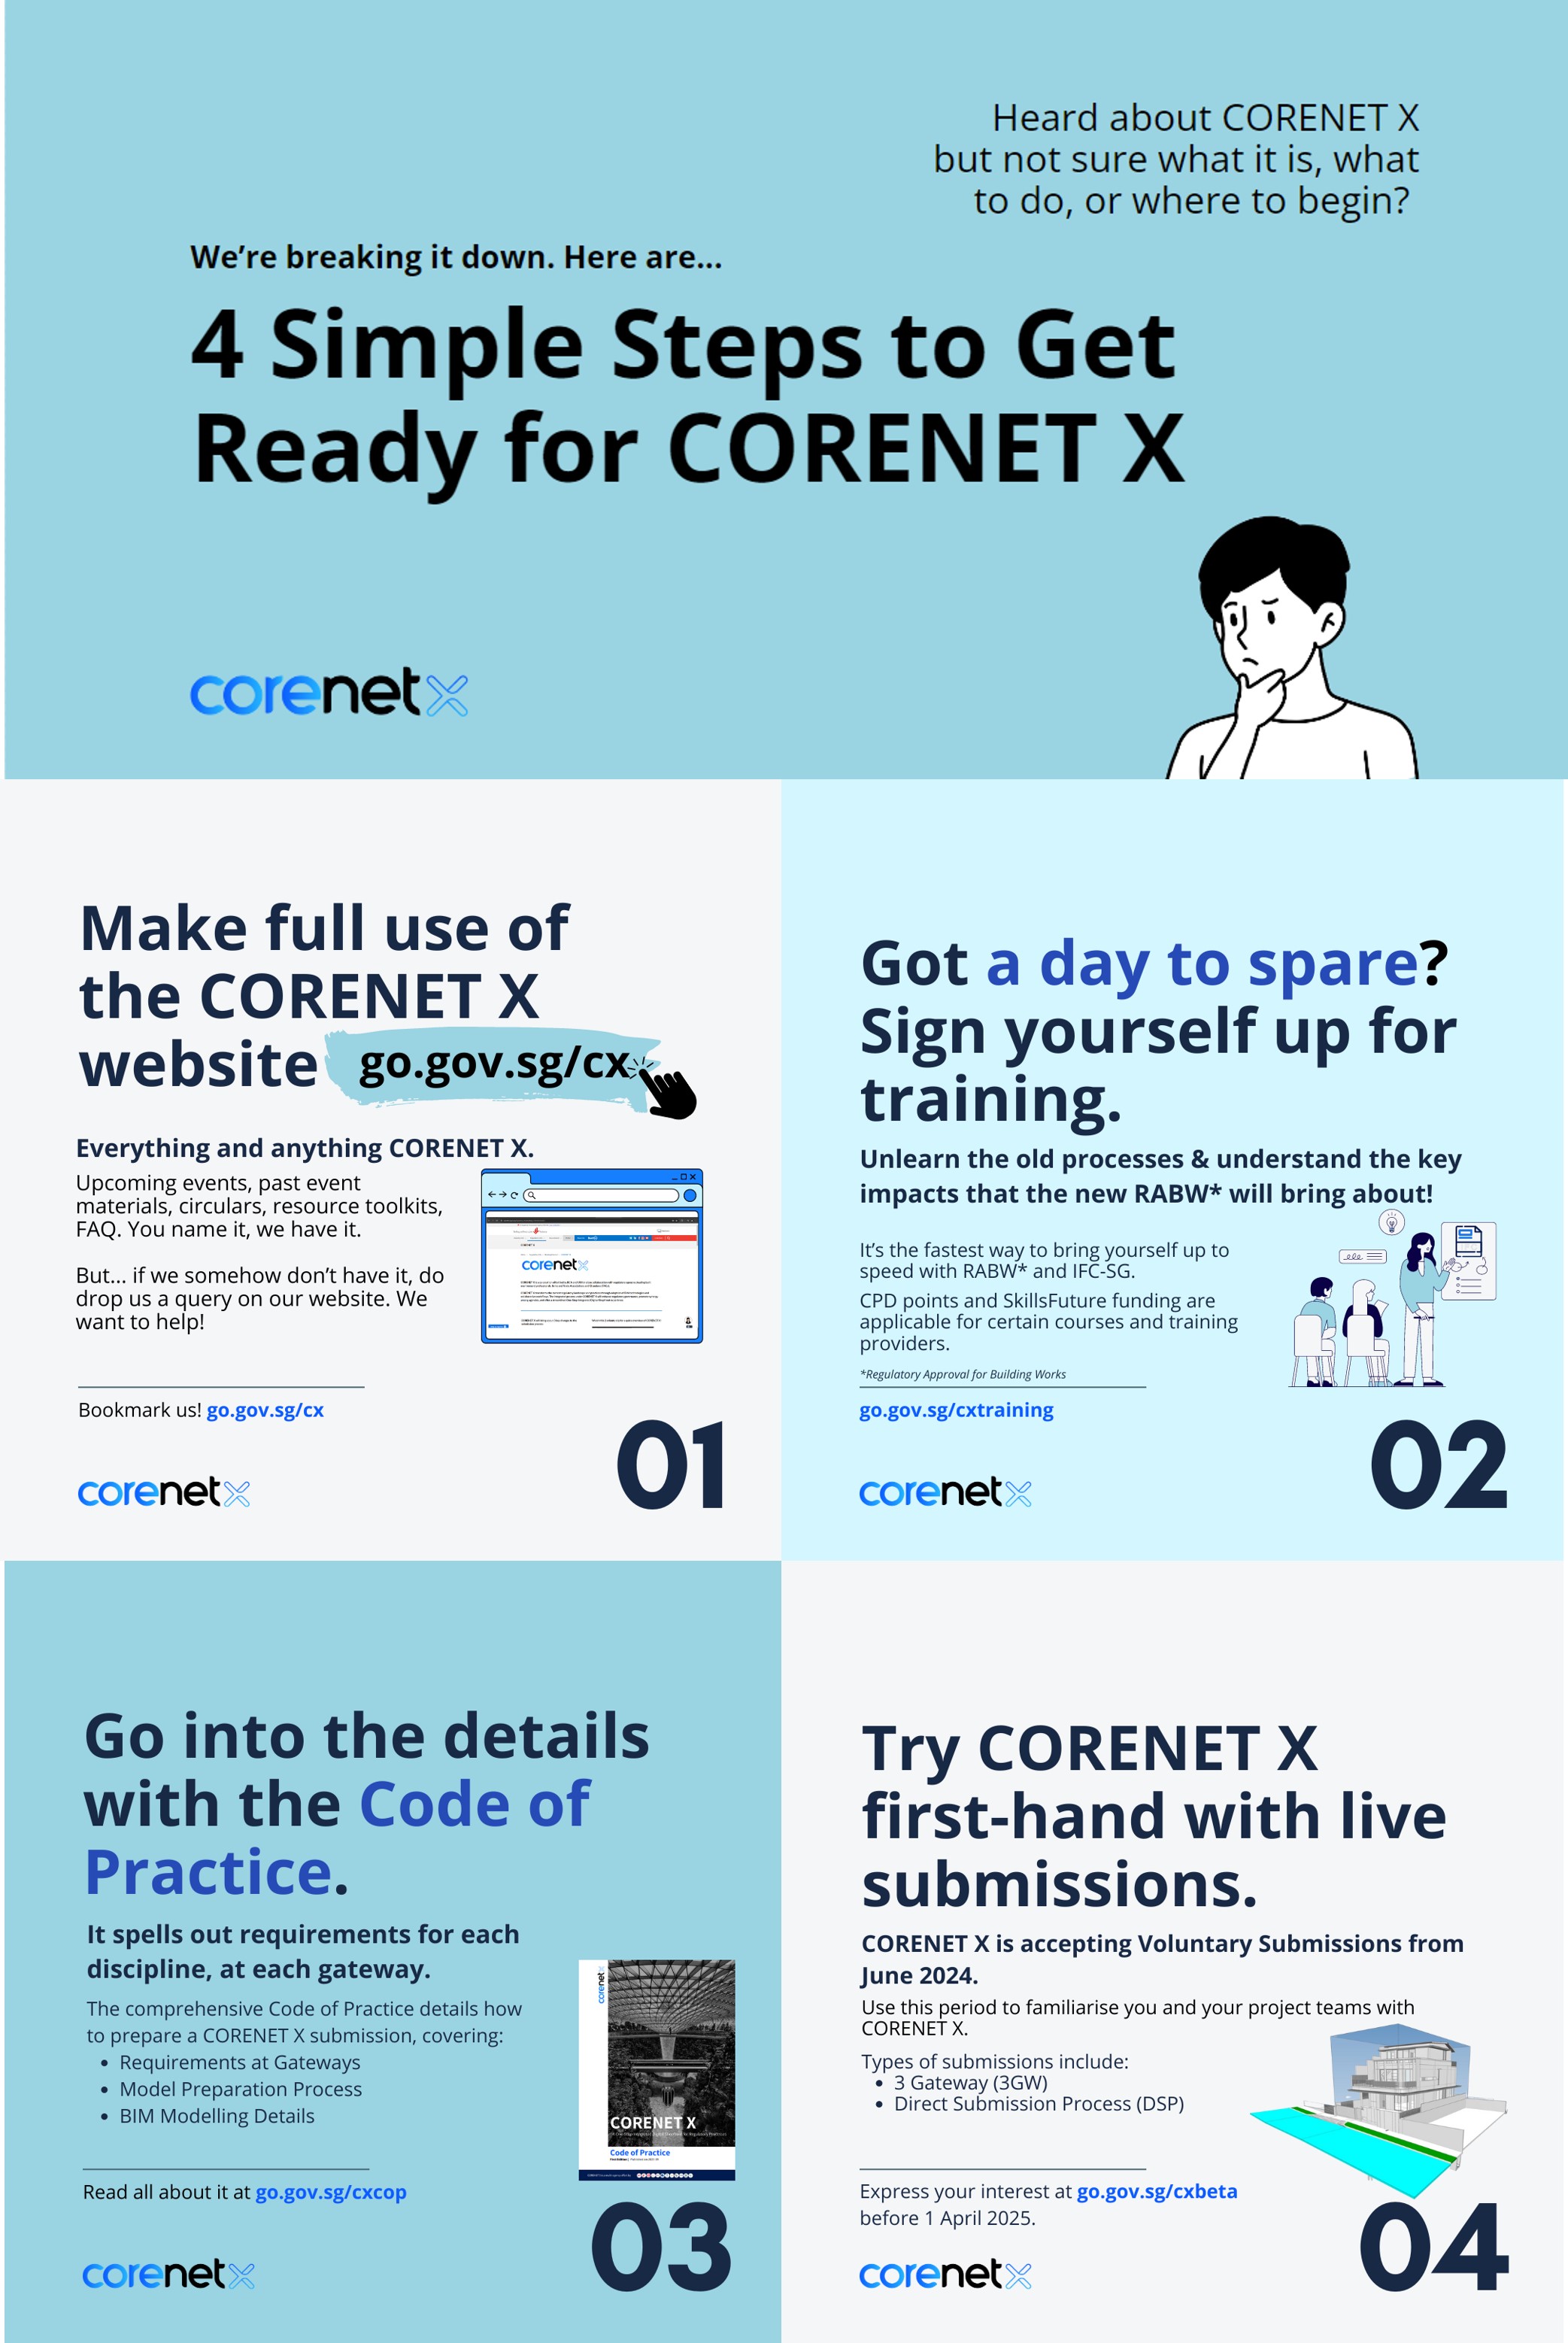 Heard about CORENET X
but not sure what it is, what
to do, or where to begin?
We're breaking it down. Here are...
4 Simple Steps to Get
Ready for CORENET X
corenetx
Make full use of
the CORENET X
website go.gov.sg/cx
Everything and anything CORENET X.
Upcoming events, past event
materials, circulars, resource toolkits,
FAQ. You name it, we have it.
But... if we somehow don't have it, do
drop us a query on our website. We
want to help!
corenetx
Bookmark us! go.gov.sg/cx
corenetx
01
Got a day to spare?
Sign yourself up for
training.
Unlearn the old processes & understand the key
impacts that the new RABW* will bring about!
It's the fastest way to bring yourself up to
speed with RABW* and IFC-SG.
CPD points and SkillsFuture funding are
applicable for certain courses and training
providers.
*Regulatory Approval for Building Works
go.gov.sg/cxtraining
corenetx
02
Go into the details
with the Code of
Practice.
It spells out requirements for each
discipline, at each gateway.
The comprehensive Code of Practice details how
to prepare a CORENET X submission, covering:
• Requirements at Gateways
• Model Preparation Process
• BIM Modelling Details
corenetx
CORENET X
Code of Practice
Read all about it at go.gov.sg/cxcop
corenetx
03
Try CORENET X
first-hand with live
submissions.
CORENET X is accepting Voluntary Submissions from
June 2024.
Use this period to familiarise you and your project teams with
CORENET X.
Types of submissions include:
• 3 Gateway (3GW)
• Direct Submission Process (DSP)
Express your interest at go.gov.sg/cxbeta
before 1 April 2025.
corenetx
04